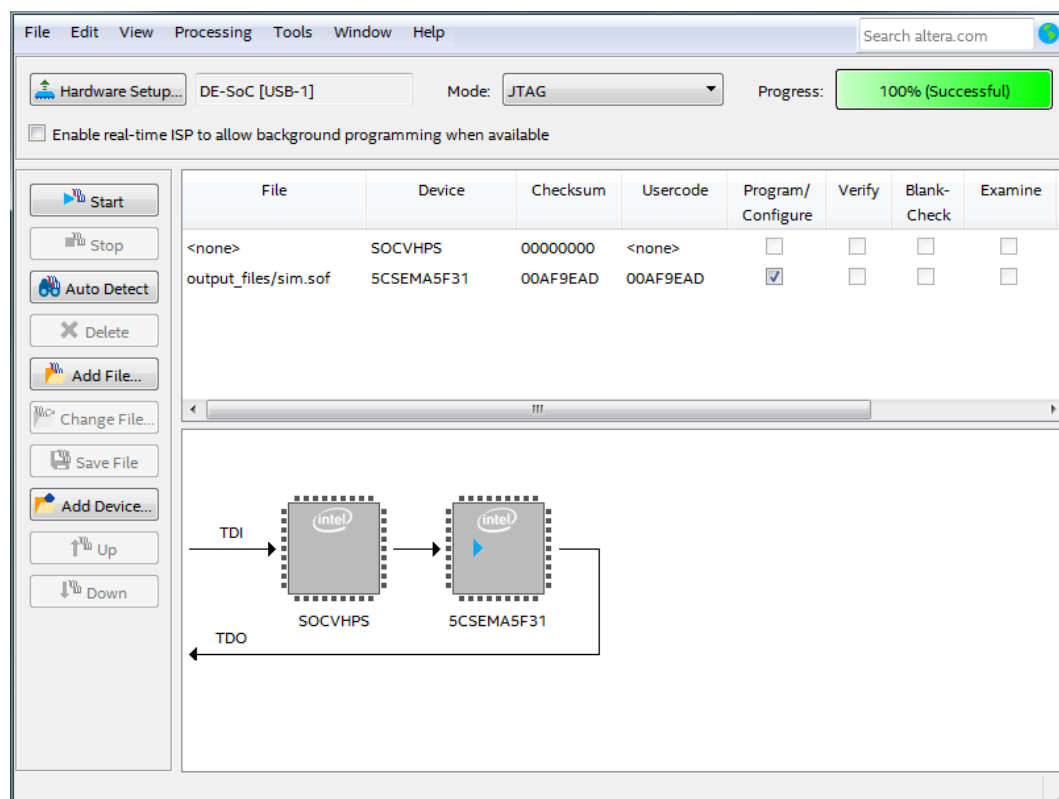 File Edit View Processing Tools Window Help Search altera.com
Hardware Setup... DE-SoC [USB-1] Mode: JTAG Progress: 100% (Successful)
Enable real-time ISP to allow background programming when available
Start
Stop
Auto Detect
Delete
Add File...
Change File...
Save File
Add Device...
Up
Down
File Device Checksum Usercode Program/ Verify Blank- Examine
Configure Check
<none> SOCVHPS 00000000 <none>
output_files/sim.sof 5CSEMA5F31 00AF9EAD 00AF9EAD
intel intel
TDI
SOCVHPS 5CSEMA5F31
TDO